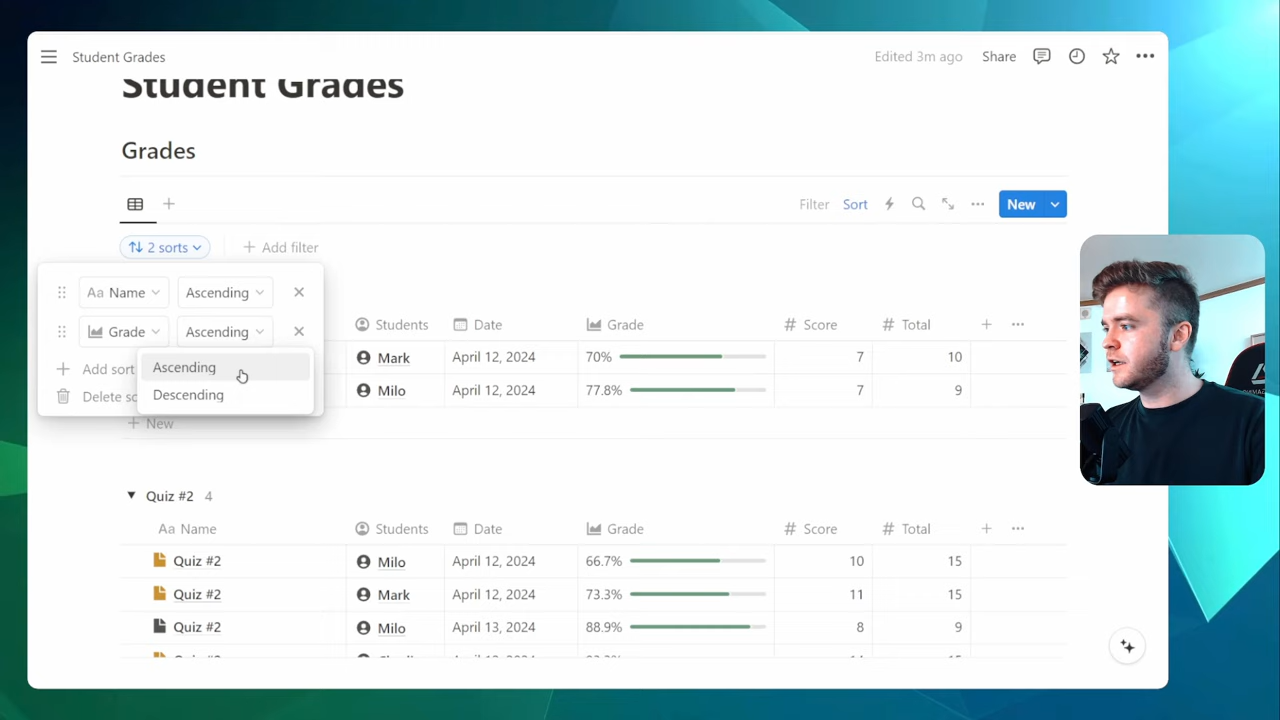 Student Grades
Edited 3m ago
Share
Student Grades
Grades
Filter
Sort
New
2 sorts
Add filter
Aa Name
Ascending
Grade
Ascending
Add sort
Delete so
Ascending
Descending
Students Date Grade # Score # Total
Mark April 12, 2024 70% 7 10
Milo April 12, 2024 77.8% 7 9
+ New
Quiz #2 4
Aa Name Students Date Grade # Score # Total
Quiz #2 Milo April 12, 2024 66.7% 10 15
Quiz #2 Mark April 12, 2024 73.3% 11 15
Quiz #2 Milo April 13, 2024 88.9% 8 9